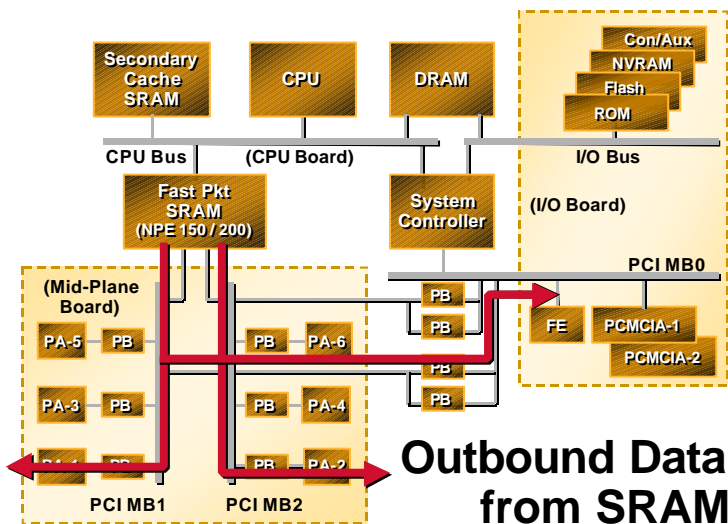 Secondary
Cache
SRAM
CPU
DRAM
Con/Aux
NVRAM
Flash
ROM
CPU Bus
(CPU Board)
I/O Bus
Fast Pkt
SRAM
(NPE 150 / 200)
System
Controller
(I/O Board)
PCI MB0
(Mid-Plane
Board)
PB
PB
PB
PB
FE
PCMCIA-1
PCMCIA-2
PA-5
PB
PB
PA-6
PA-3
PB
PB
PA-4
PA-1
PB
PB
PA-2
PCI MB1
PCI MB2
Outbound Data
from SRAM